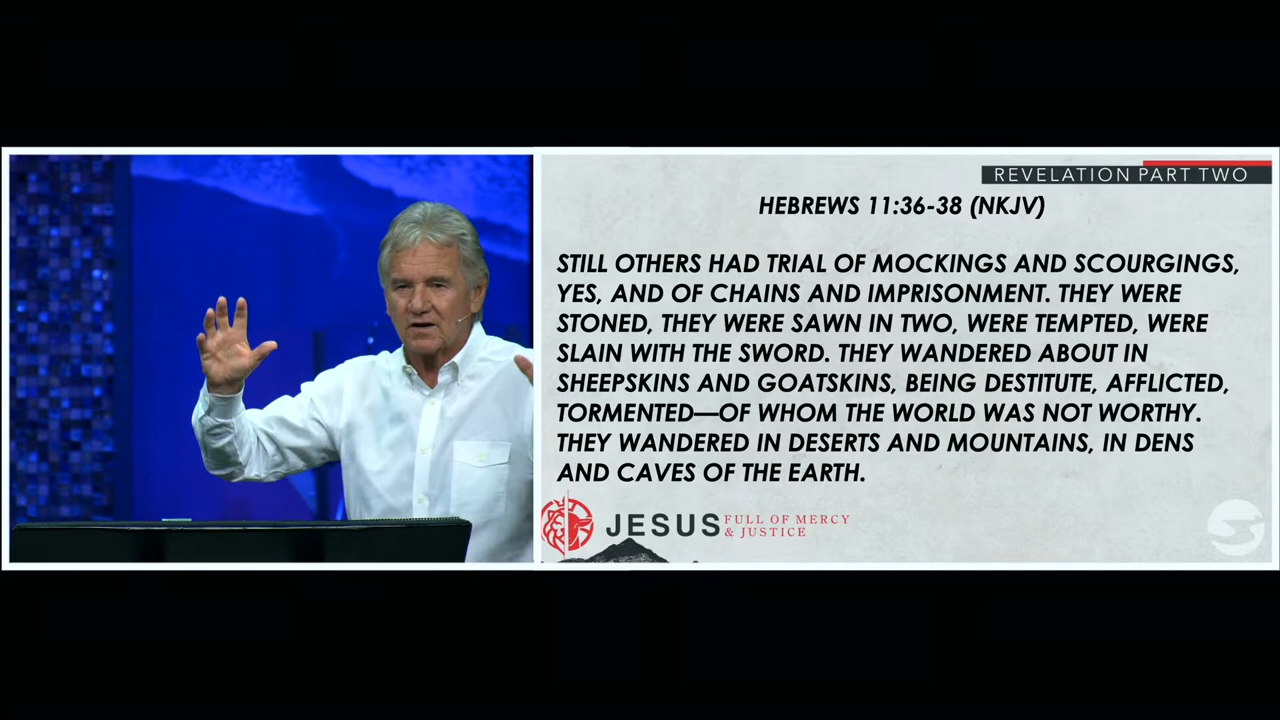 REVELATION PART TWO
HEBREWS 11:36-38 (NKJV)
STILL OTHERS HAD TRIAL OF MOCKINGS AND SCOURGINGS,
YES, AND OF CHAINS AND IMPRISONMENT. THEY WERE
STONED, THEY WERE SAWN IN TWO, WERE TEMPTED, WERE
SLAIN WITH THE SWORD. THEY WANDERED ABOUT IN
SHEEPSKINS AND GOATSKINS, BEING DESTITUTE, AFFLICTED,
TORMENTED—OF WHOM THE WORLD WAS NOT WORTHY.
THEY WANDERED IN DESERTS AND MOUNTAINS, IN DENS
AND CAVES OF THE EARTH.
JESUS FULL OF MERCY
& JUSTICE